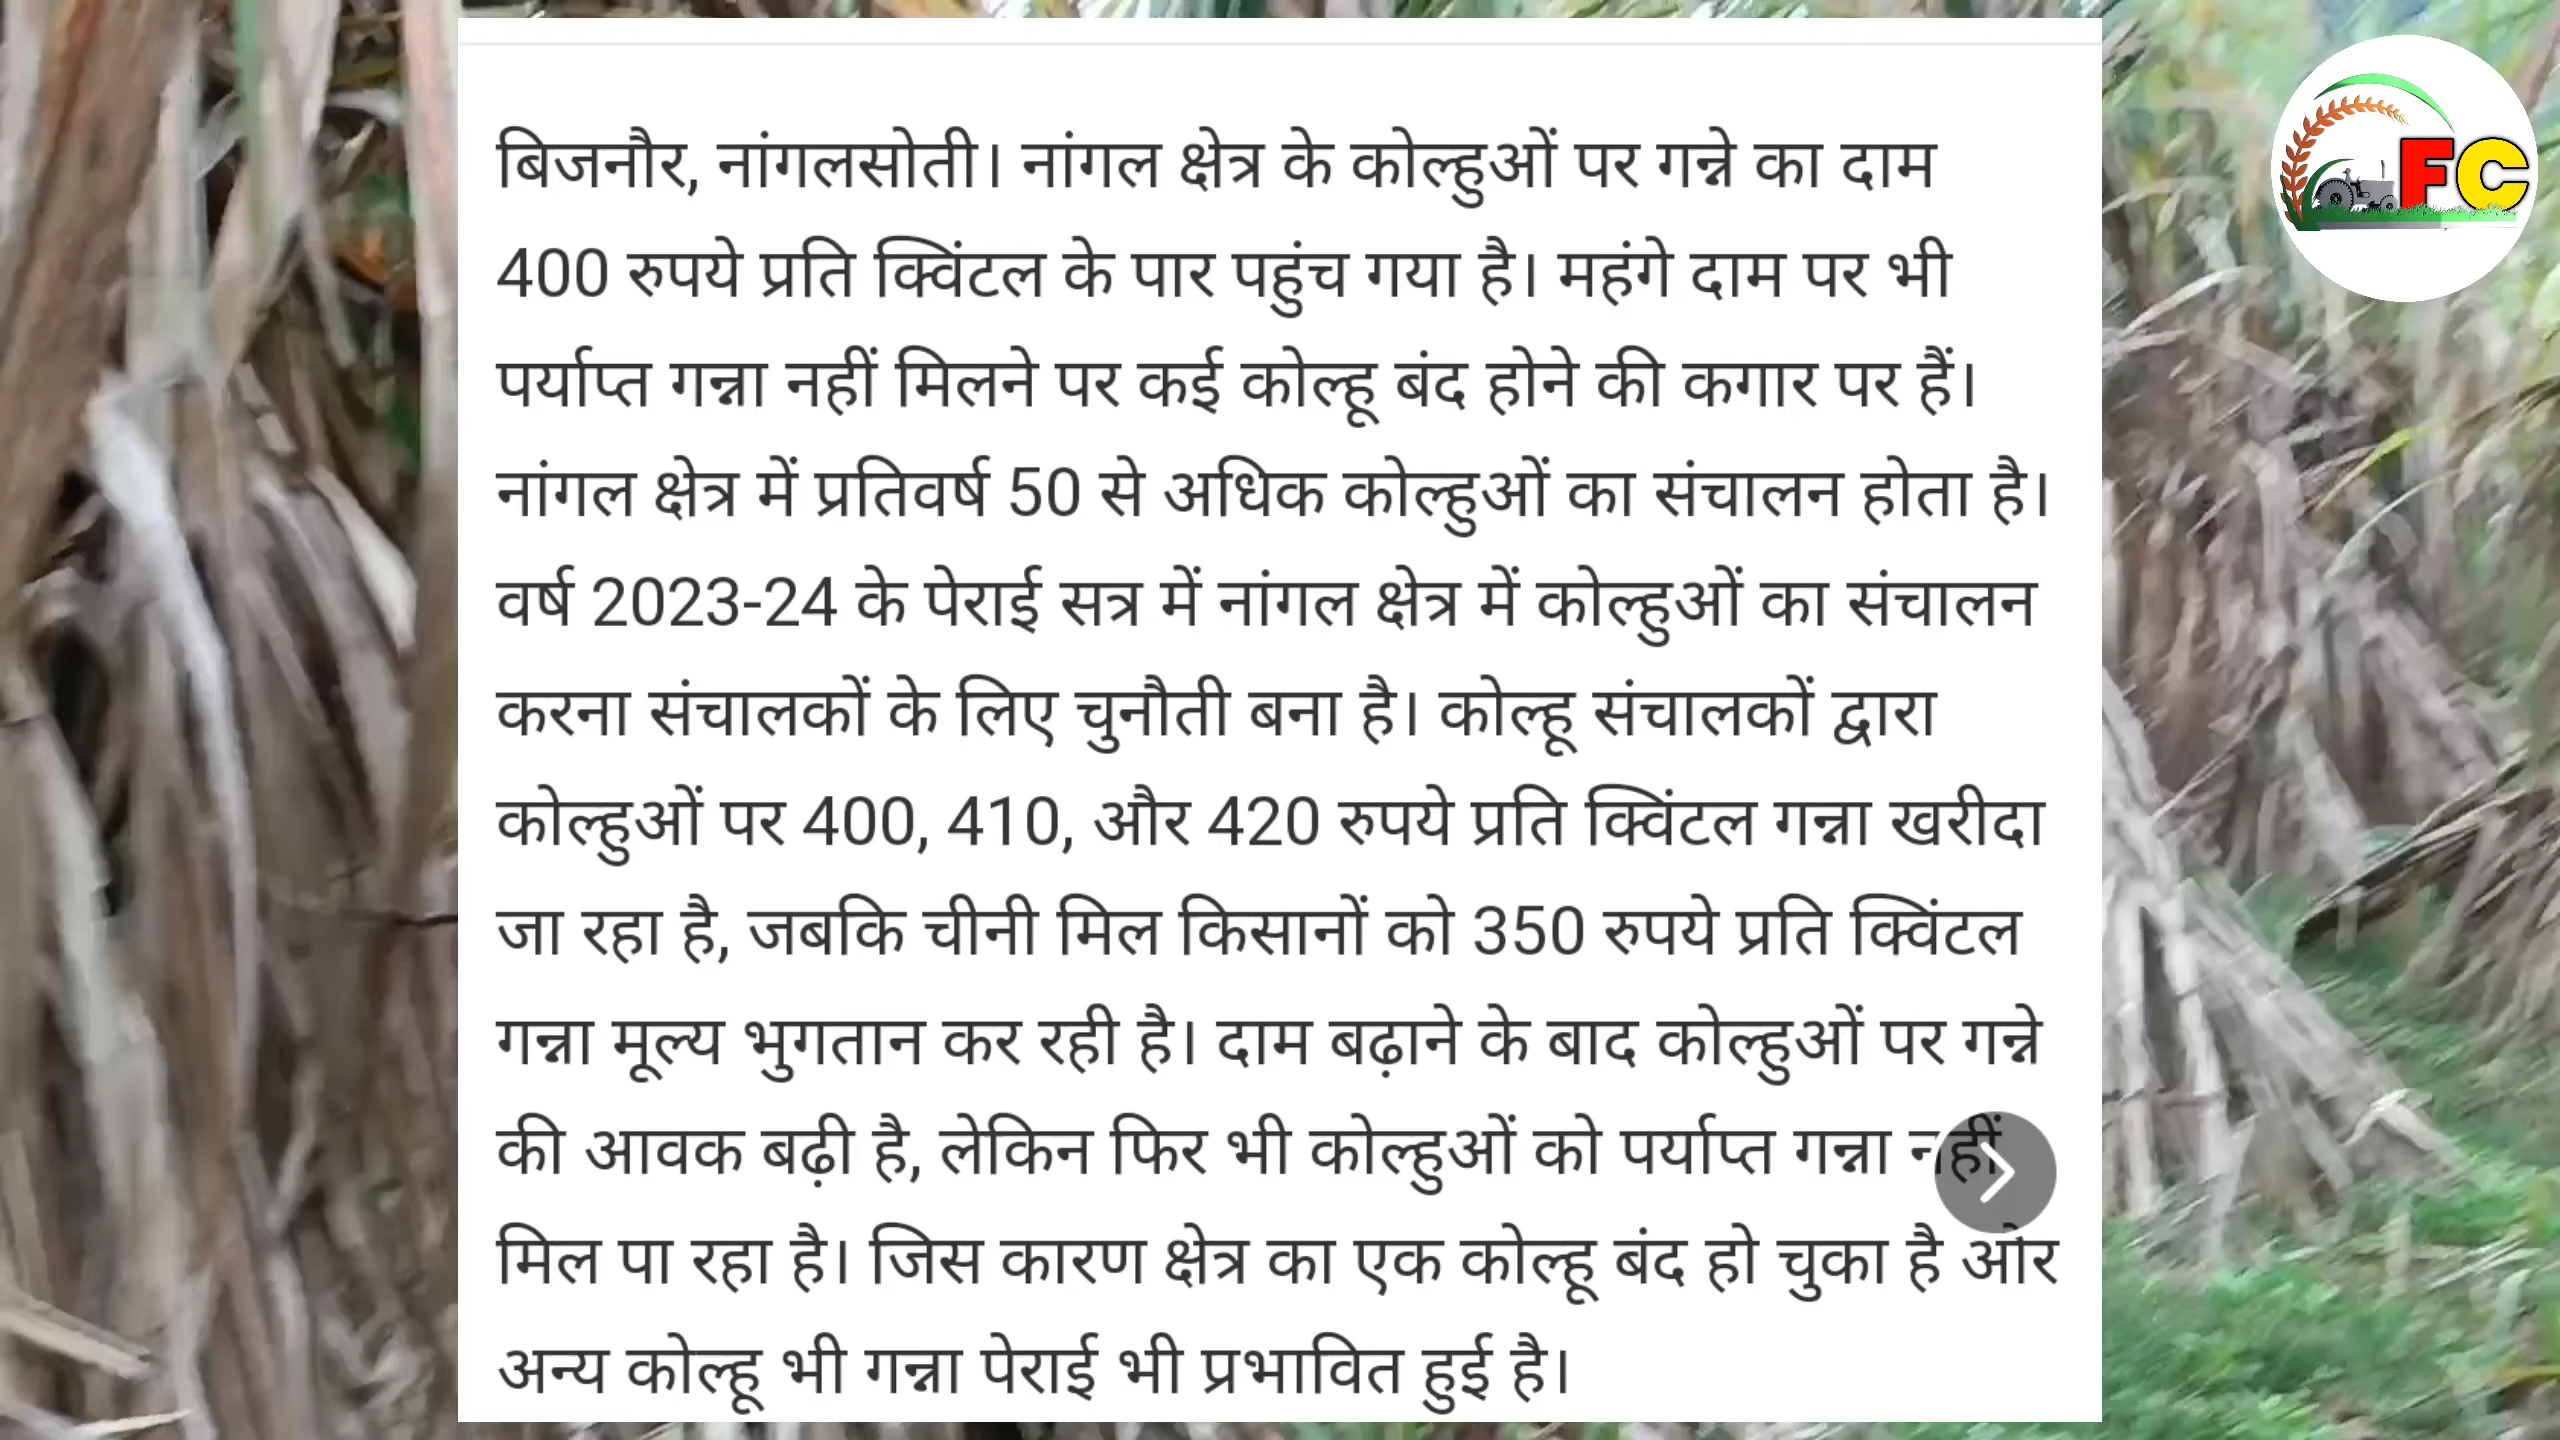 बिजनौर, नांगलसोती। नांगल क्षेत्र के कोल्हुओं पर गन्ने का दाम
400 रुपये प्रति क्विंटल के पार पहुंच गया है। महंगे दाम पर भी
पर्याप्त गन्ना नहीं मिलने पर कई कोल्हू बंद होने की कगार पर हैं।
नांगल क्षेत्र में प्रतिवर्ष 50 से अधिक कोल्हुओं का संचालन होता है।
वर्ष 2023-24 के पेराई सत्र में नांगल क्षेत्र में कोल्हुओं का संचालन
करना संचालकों के लिए चुनौती बना है। कोल्हू संचालकों द्वारा
कोल्हुओं पर 400, 410, और 420 रुपये प्रति क्विंटल गन्ना खरीदा
जा रहा है, जबकि चीनी मिल किसानों को 350 रुपये प्रति क्विंटल
गन्ना मूल्य भुगतान कर रही है। दाम बढ़ाने के बाद कोल्हुओं पर गन्ने
की आवक बढ़ी है, लेकिन फिर भी कोल्हुओं को पर्याप्त गन्ना नहीं
मिल पा रहा है। जिस कारण क्षेत्र का एक कोल्हू बंद हो चुका है और
अन्य कोल्हू भी गन्ना पेराई भी प्रभावित हुई है।
FC